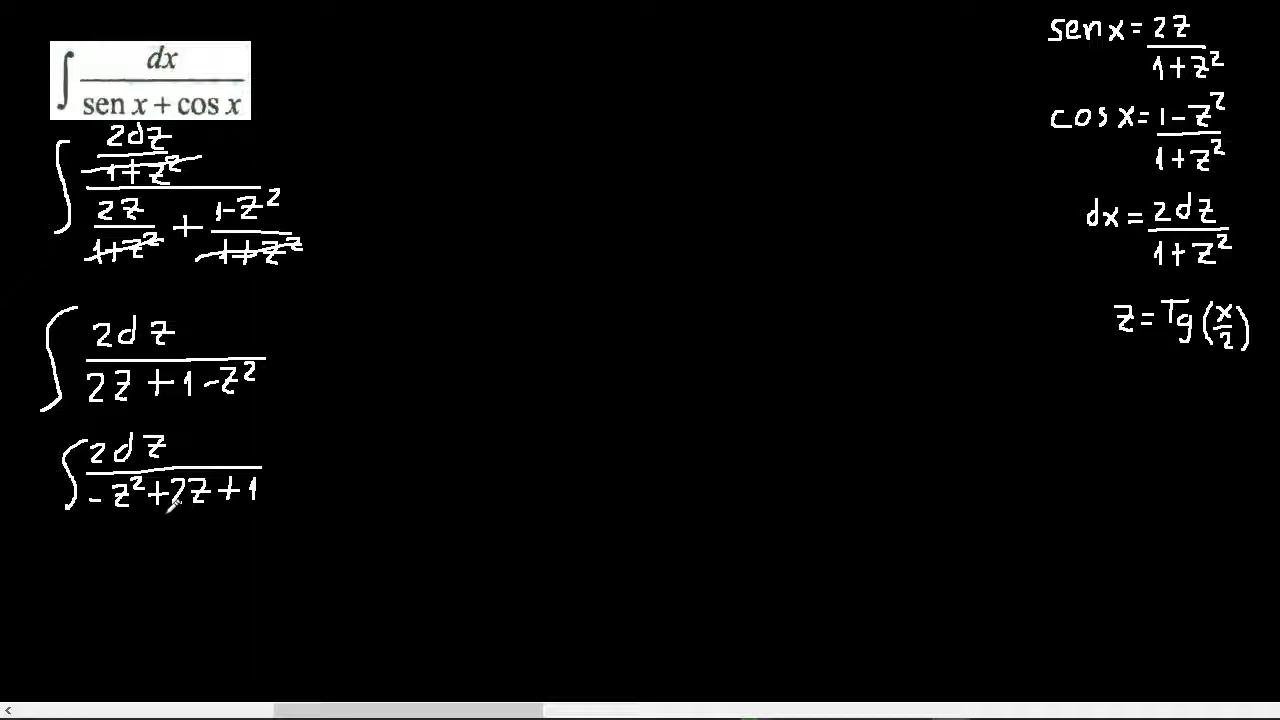 ∫ dx / (sen x + cos x)
∫ (2dz / (1+z²)) / (2z / (1+z²) + (1-z²) / (1+z²))
∫ 2dz / (2z + 1 - z²)
∫ 2dz / (-z² + 2z + 1)
sen x = 2z / (1+z²)
cos x = (1-z²) / (1+z²)
dx = 2dz / (1+z²)
z = Tg(x/2)